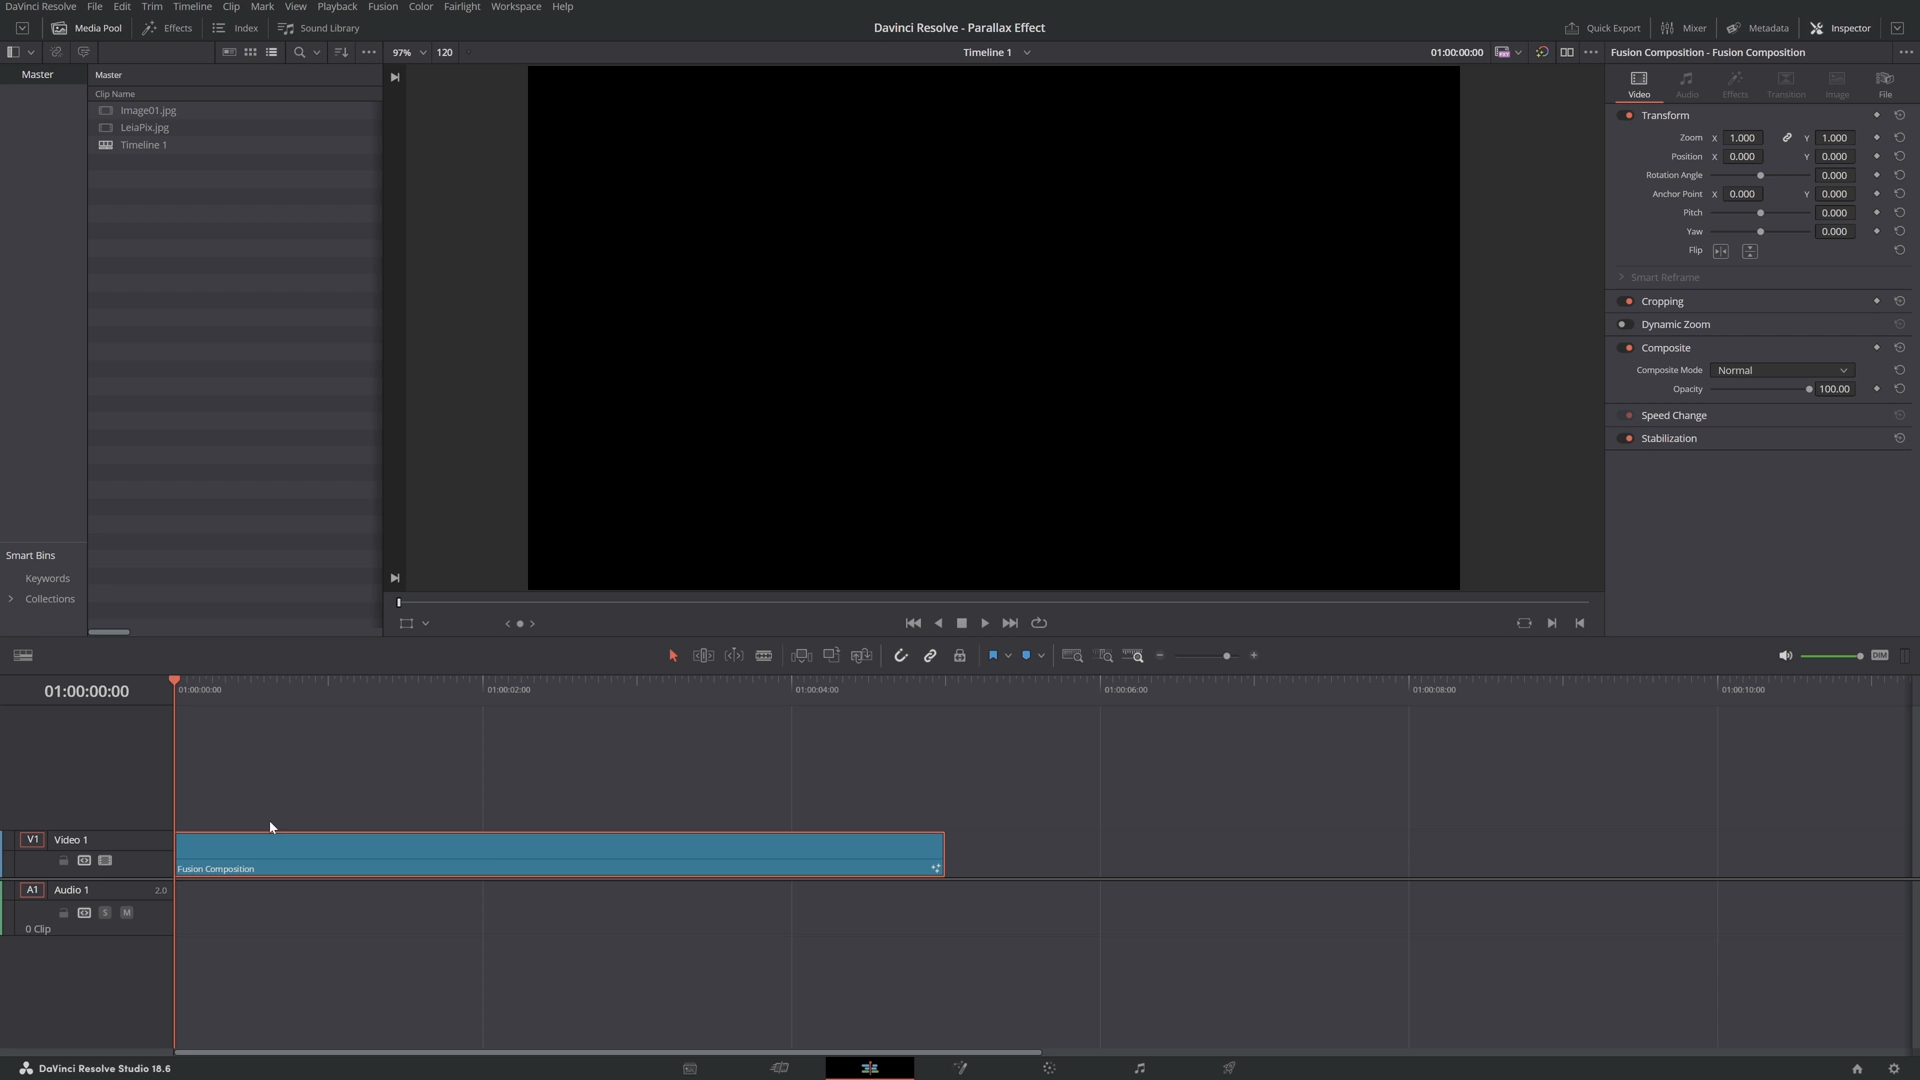 DaVinci Resolve File Edit Trim Timeline Clip Mark View Playback Fusion Color Fairlight Workspace Help
Media Pool Effects Index Sound Library
Davinci Resolve - Parallax Effect
Quick Export Mixer Metadata Inspector
97% 120
Timeline 1
01:00:00:00
Fusion Composition - Fusion Composition
Master
Master
Clip Name
Image01.jpg
LeiaPix.jpg
Timeline 1
Smart Bins
Keywords
Collections
Video Audio Effects Transition Image File
Transform
Zoom X 1.000 Y 1.000
Position X 0.000 Y 0.000
Rotation Angle 0.000
Anchor Point X 0.000 Y 0.000
Pitch 0.000
Yaw 0.000
Flip
Smart Reframe
Cropping
Dynamic Zoom
Composite
Composite Mode Normal
Opacity 100.00
Speed Change
Stabilization
DIM
01:00:00:00
01:00:00:00 01:00:02:00 01:00:04:00 01:00:06:00 01:00:08:00 01:00:10:00
V1 Video 1
Fusion Composition
A1 Audio 1 2.0
S M
0 Clip
DaVinci Resolve Studio 18.6